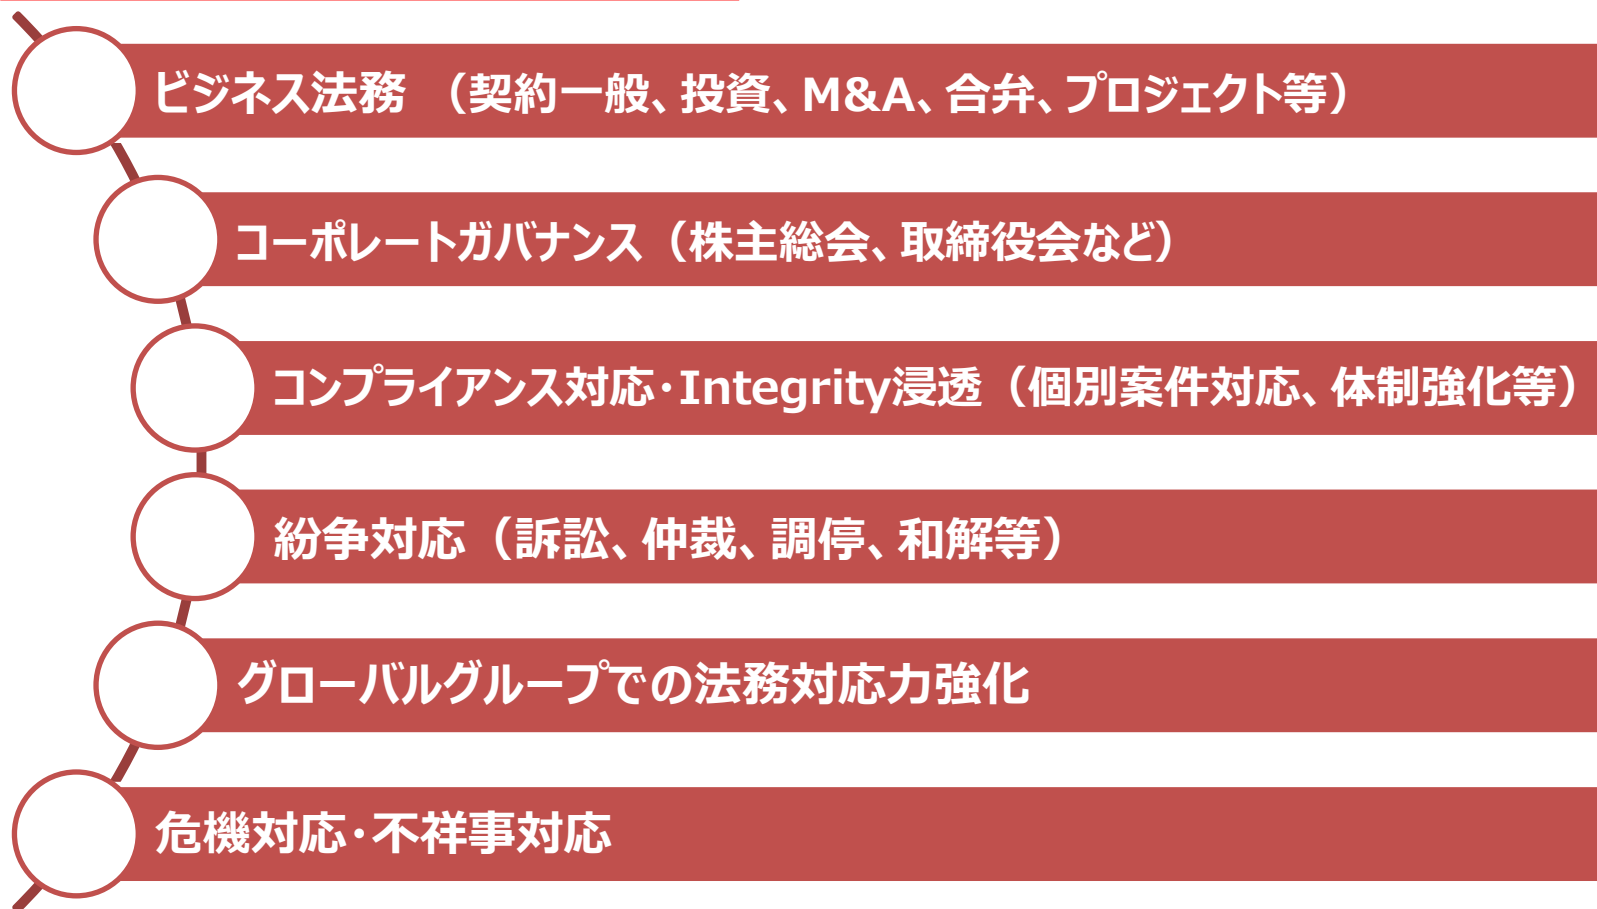 ビジネス法務　（契約一般、投資、M&A、合弁、プロジェクト等）
コーポレートガバナンス（株主総会、取締役会など）
コンプライアンス対応・Integrity浸透（個別案件対応、体制強化等）
紛争対応（訴訟、仲裁、調停、和解等）
グローバルグループでの法務対応力強化
危機対応・不祥事対応